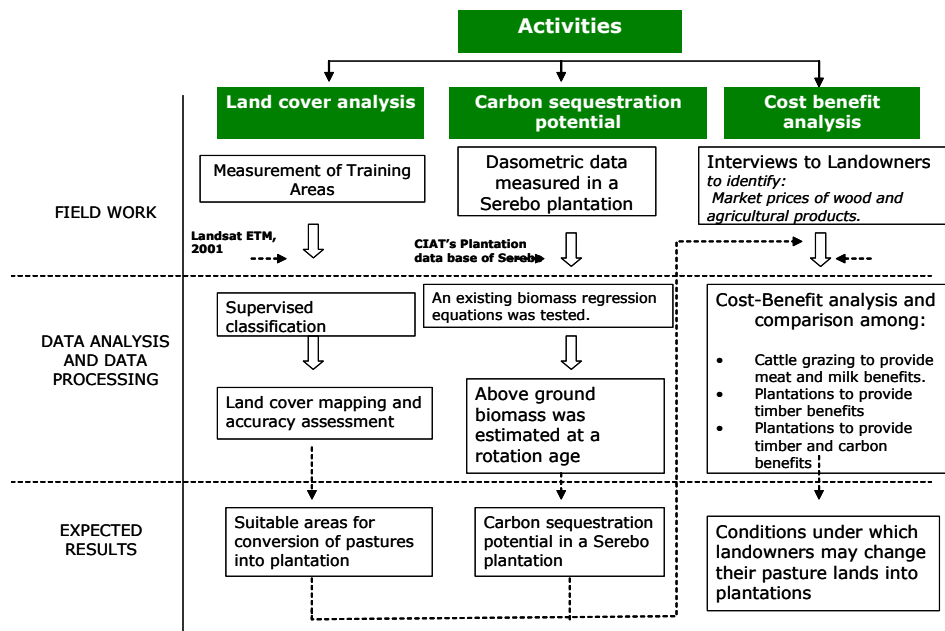 Activities
Land cover analysis
Carbon sequestration
potential
Cost benefit
analysis
FIELD WORK
Measurement of Training
Areas
Dasometric data
measured in a
Serebo plantation
Interviews to Landowners
to identify:
Market prices of wood and
agricultural products.
Landsat ETM,
2001
CIAT's Plantation
data base of Serebo
DATA ANALYSIS
AND DATA
PROCESSING
Supervised
classification
An existing biomass regression
equations was tested.
Cost-Benefit analysis and
comparison among:
• Cattle grazing to provide
meat and milk benefits.
• Plantations to provide
timber benefits
• Plantations to provide
timber and carbon
benefits
Land cover mapping and
accuracy assessment
Above ground
biomass was
estimated at a
rotation age
EXPECTED
RESULTS
Suitable areas for
conversion of pastures
into plantation
Carbon sequestration
potential in a Serebo
plantation
Conditions under which
landowners may change
their pasture lands into
plantations